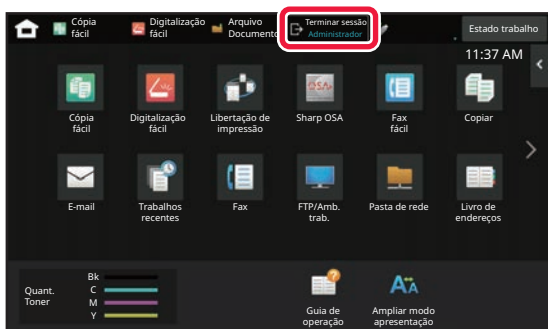 Cópia
fácil
Digitalização
fácil
Arquivo
Documento
Terminar sessão
Administrador
Estado trabalho
11:37 AM
Cópia
fácil
Digitalização
fácil
Libertação de
impressão
OSA
Sharp OSA
Fax
fácil
Copiar
E-mail
Trabalhos
recentes
Fax
FTP/Amb.
trab.
Pasta de rede
Livro de
endereços
Quant.
Toner
Bk
C
M
Y
Guia de
operação
Ampliar modo
apresentação